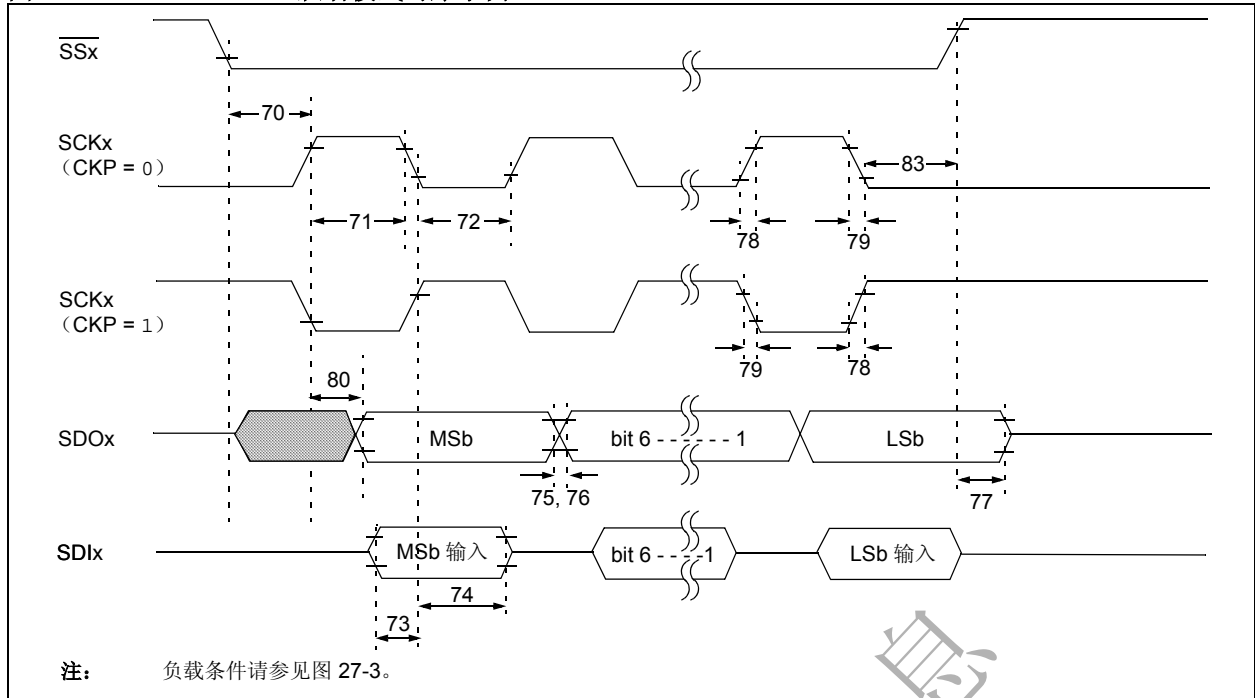 SSx
70
SCKx
（CKP = 0）
83
71
72
78
79
SCKx
（CKP = 1）
79
78
80
SDOx
MSb
bit 6 - - - - - - - 1
LSb
75, 76
77
SDIx
MSb 输入
bit 6 - - - - 1
LSb 输入
74
73
注： 负载条件请参见图 27-3。